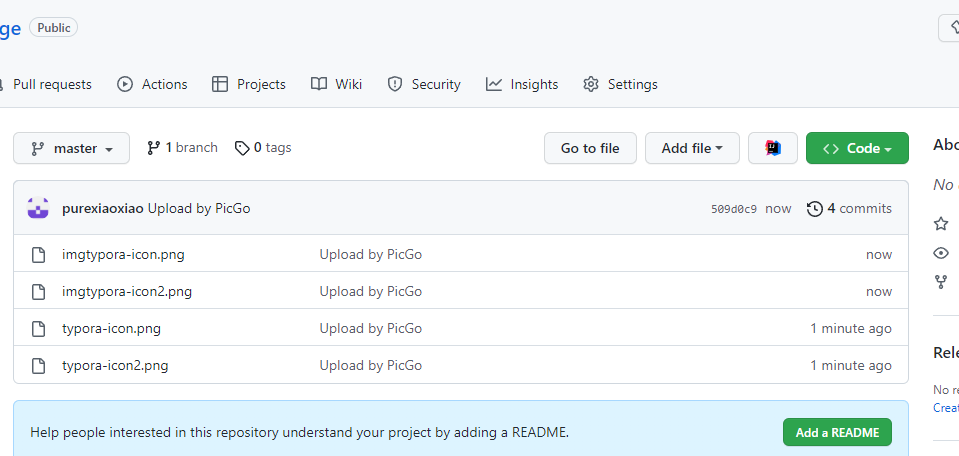 ge Public
Pull requests Actions Projects Wiki Security Insights Settings
master 1 branch 0 tags Go to file Add file Code
purexiaoxiao Upload by PicGo 509d0c9 now 4 commits
imgtypora-icon.png Upload by PicGo now
imgtypora-icon2.png Upload by PicGo now
typora-icon.png Upload by PicGo 1 minute ago
typora-icon2.png Upload by PicGo 1 minute ago
Help people interested in this repository understand your project by adding a README. Add a README
Abo
No
Rele
No re
Creat